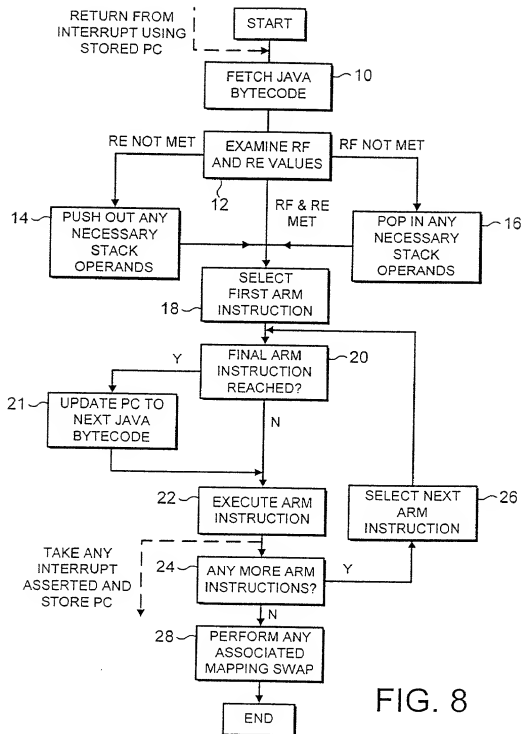 RETURN FROM
INTERRUPT USING
STORED PC
START
FETCH JAVA
BYTECODE
10
RE NOT MET
EXAMINE RF
AND RE VALUES
RF NOT MET
12
14
PUSH OUT ANY
NECESSARY
STACK
OPERANDS
RF & RE
MET
POP IN ANY
NECESSARY
STACK
OPERANDS
16
SELECT
FIRST ARM
INSTRUCTION
18
Y
FINAL ARM
INSTRUCTION
REACHED?
20
21
UPDATE PC TO
NEXT JAVA
BYTECODE
N
22
EXECUTE ARM
INSTRUCTION
SELECT NEXT
ARM
INSTRUCTION
26
TAKE ANY
INTERRUPT
ASSERTED AND
STORE PC
24
ANY MORE ARM
INSTRUCTIONS?
Y
N
28
PERFORM ANY
ASSOCIATED
MAPPING SWAP
END
FIG. 8